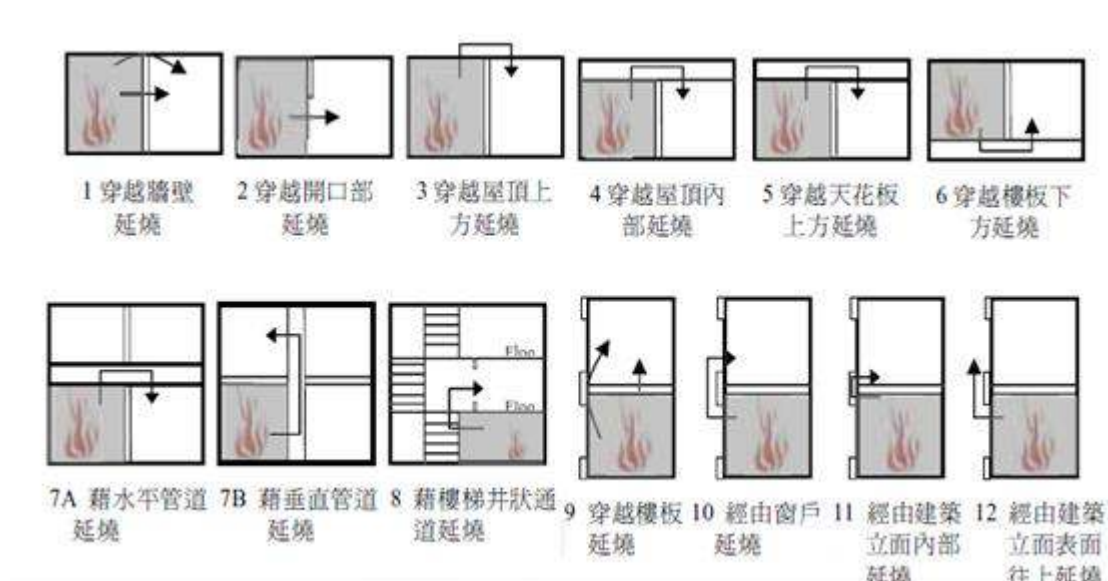 1 穿越牆壁
延燒
2 穿越開口部
延燒
3 穿越屋頂上
方延燒
4 穿越屋頂內
部延燒
5 穿越天花板
上方延燒
6 穿越樓板下
方延燒
Floo
Floo
7A 藉水平管道
延燒
7B 藉垂直管道
延燒
8 藉樓梯井狀通
道延燒
9 穿越樓板
延燒
10 經由窗戶
延燒
11 經由建築
立面內部
延燒
12 經由建築
立面表面
往上延燒